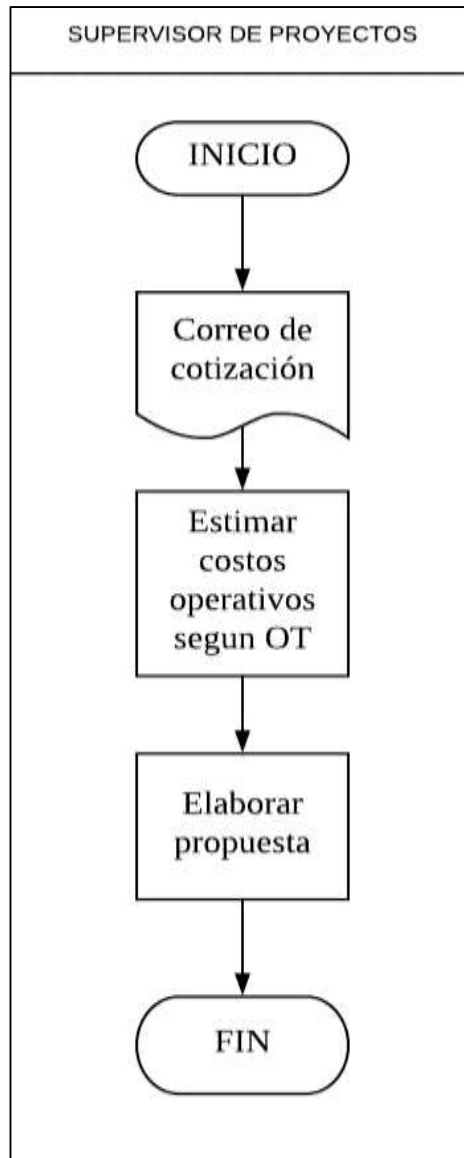 SUPERVISOR DE PROYECTOS
INICIO
Correo de
cotización
Estimar
costos
operativos
segun OT
Elaborar
propuesta
FIN